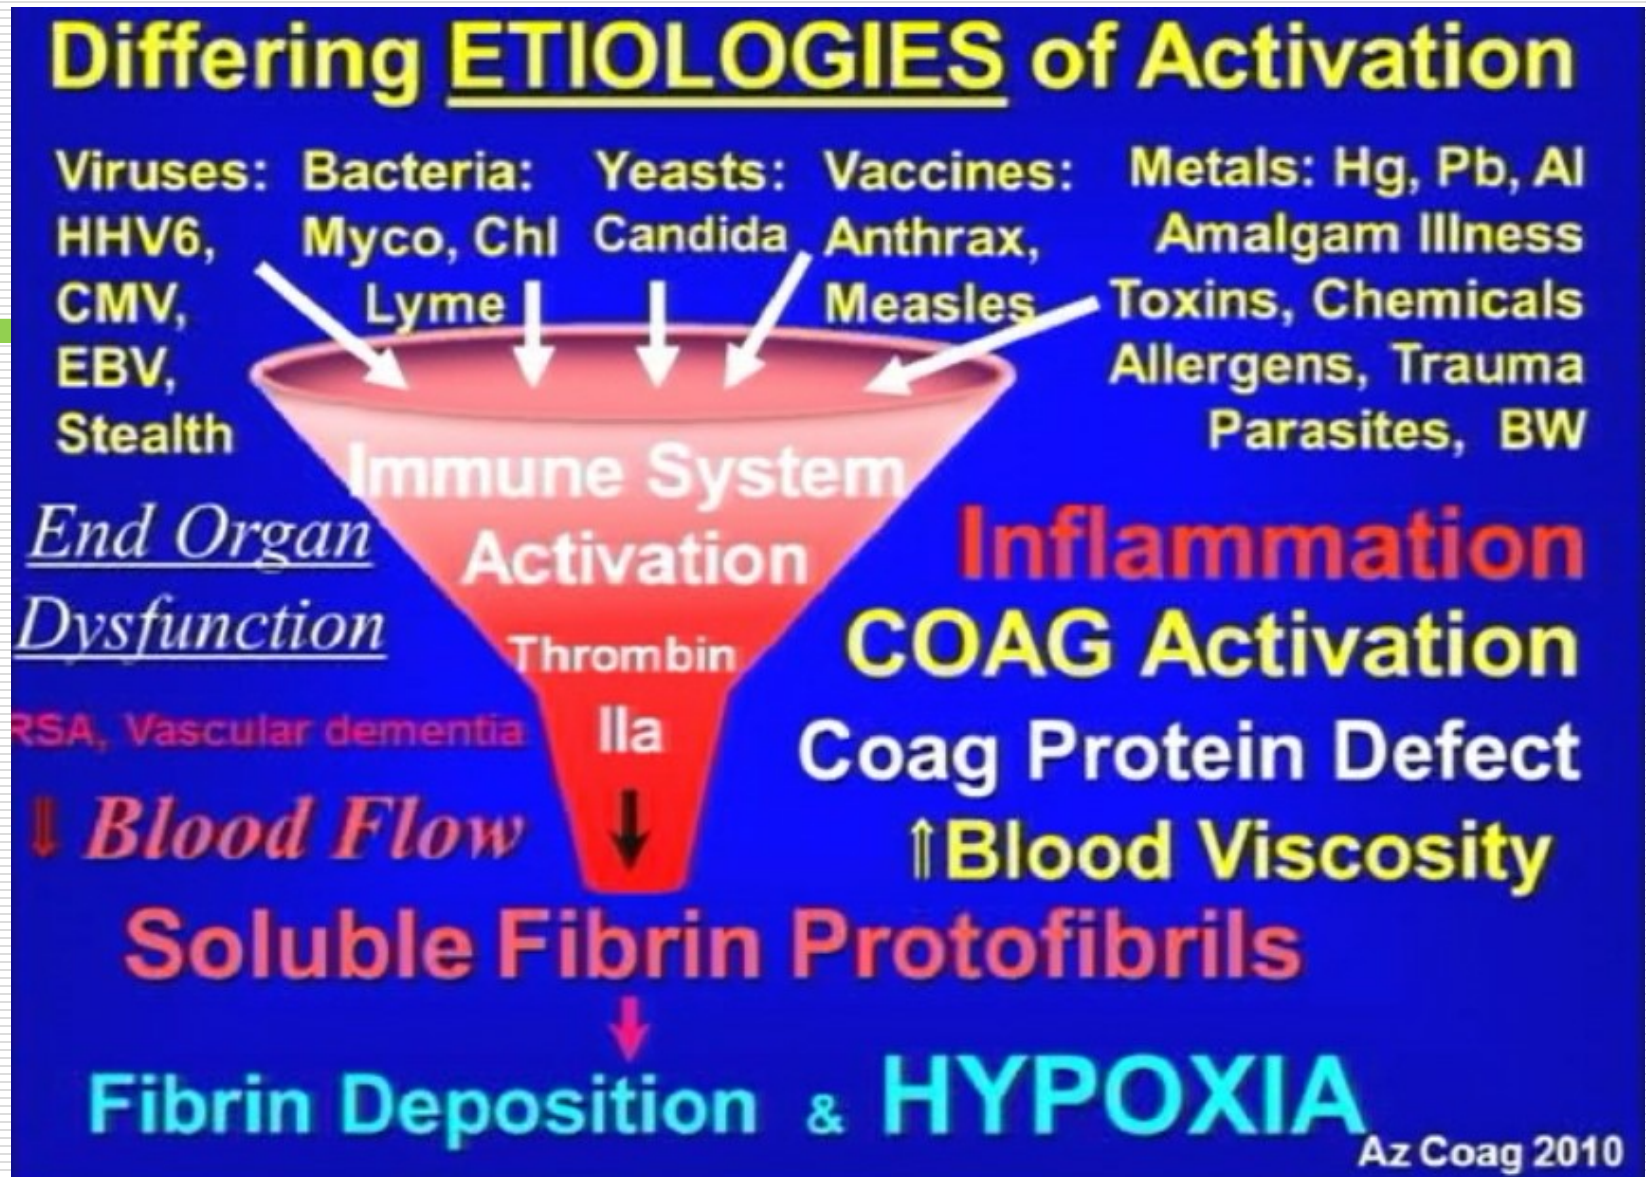 Differing ETIOLOGIES of Activation
Viruses:
HHV6,
CMV,
EBV,
Stealth
Bacteria:
Myco, Chl
Lyme
Yeasts:
Candida
Vaccines:
Anthrax,
Measles
Metals: Hg, Pb, Al
Amalgam Illness
Toxins, Chemicals
Allergens, Trauma
Parasites, BW
Immune System
Activation
Thrombin
IIa
End Organ
Dysfunction
RSA, Vascular dementia
⇓ Blood Flow
Inflammation
COAG Activation
Coag Protein Defect
⇑Blood Viscosity
Soluble Fibrin Protofibrils
Fibrin Deposition & HYPOXIA
Az Coag 2010